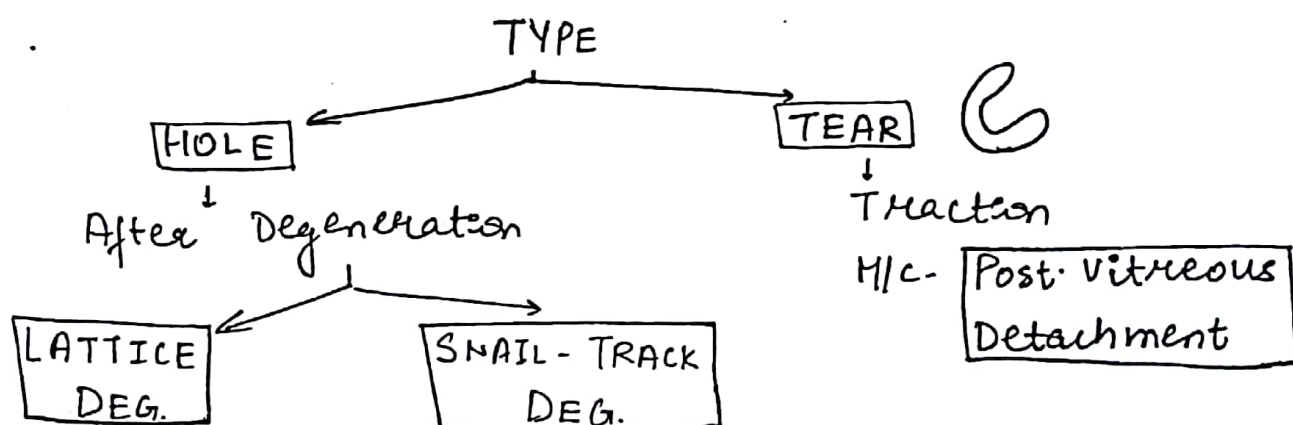 TYPE
HOLE
TEAR
After Degeneration
Traction
M/C- Post. Vitreous
Detachment
LATTICE
DEG.
SNAIL-TRACK
DEG.